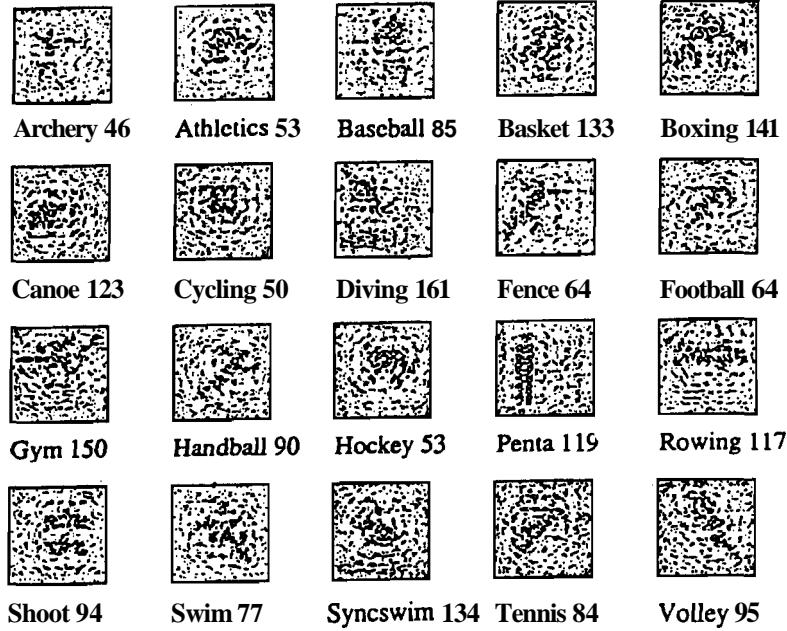 Archery 46 Athletics 53 Baseball 85 Basket 133 Boxing 141
Canoe 123 Cycling 50 Diving 161 Fence 64 Football 64
Gym 150 Handball 90 Hockey 53 Penta 119 Rowing 117
Shoot 94 Swim 77 Syncswim 134 Tennis 84 Volley 95